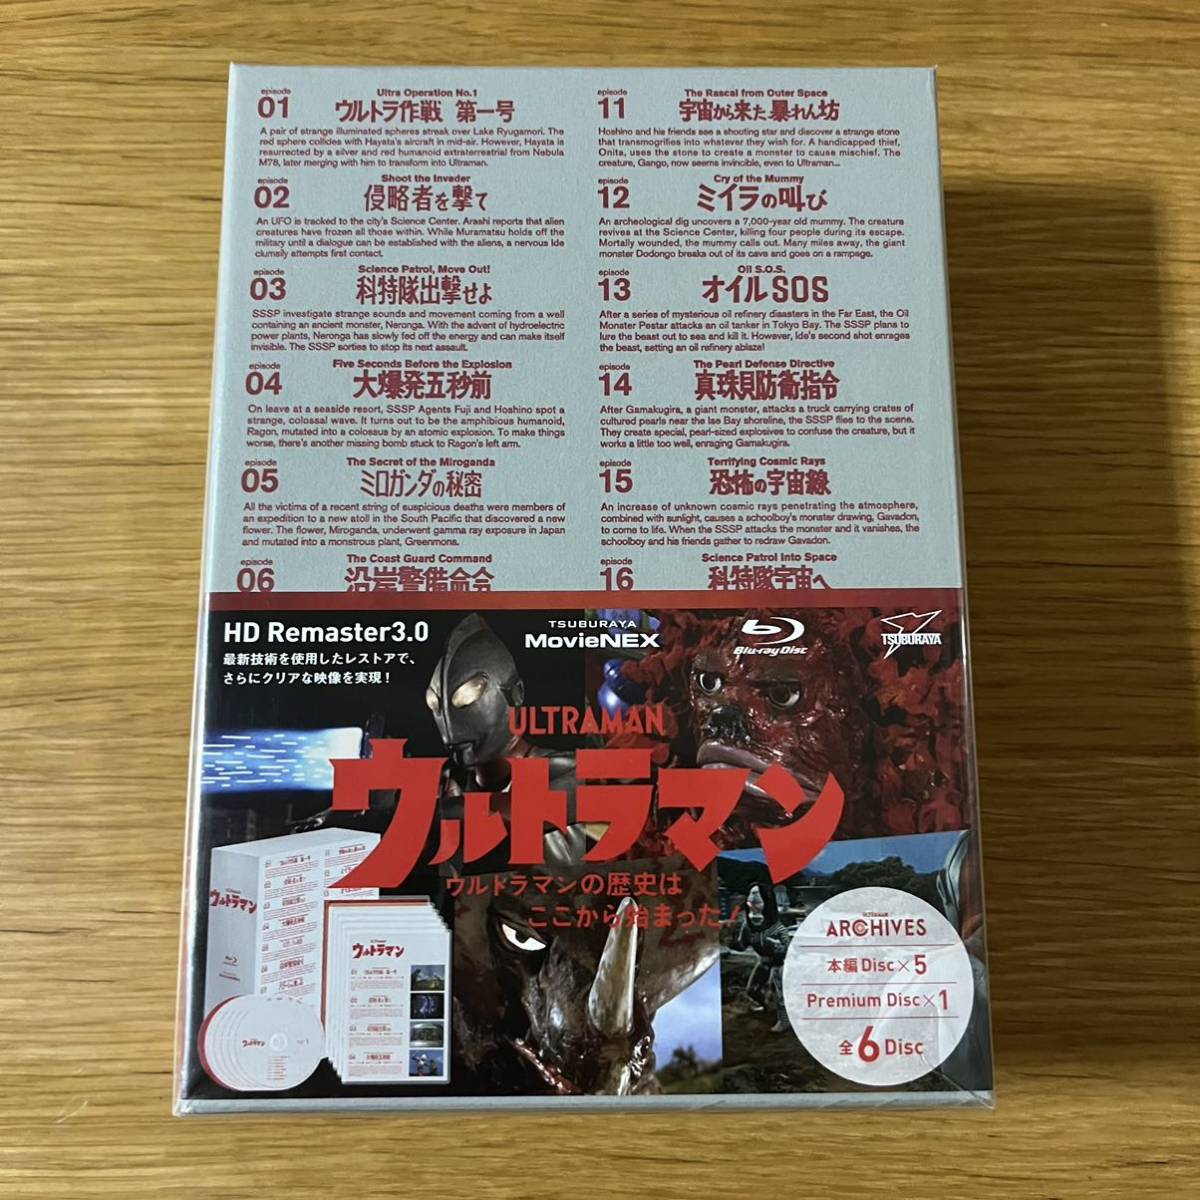 episode
01
Ultra Operation No.1
ウルトラ作戦 第一号
A pair of strange illuminated spheres streak over Lake Ryugamori. The
red sphere collides with Hayata's aircraft in mid-air. However, Hayata is
resurrected by a silver and red humanoid extraterrestrial from Nebula
M78, later merging with him to transform into Ultraman.
episode
02
Shoot the Invader
侵略者を撃て
An UFO is tracked to the city's Science Center. Arashi reports that alien
creatures have frozen all those within. While Muramatsu holds off the
military until a dialogue can be established with the aliens, a nervous Ide
clumsily attempts first contact.
episode
03
Science Patrol, Move Out!
科特隊出撃せよ
SSSP investigate strange sounds and movement coming from a well
containing an ancient monster, Neronga. With the advent of hydroelectric
power plants, Neronga has slowly fed off the energy and can make itself
invisible. The SSSP sorties to stop its next assault.
episode
04
Five Seconds Before the Explosion
大爆発五秒前
On leave at a seaside resort, SSSP Agents Fuji and Hoshino spot a
strange, colossal wave. It turns out to be the amphibious humanoid,
Ragon, mutated into a colossus by an atomic explosion. To make things
worse, there's another missing bomb stuck to Ragon's left arm.
episode
05
The Secret of the Miroganda
ミロガンダの秘密
All the victims of a recent string of suspicious deaths were members of
an expedition to a new atoll in the South Pacific that discovered a new
flower. The flower, Miroganda, underwent gamma ray exposure in Japan
and mutated into a monstrous plant, Greenmons.
episode
06
The Coast Guard Command
沿岸警備命令
episode
11
The Rascal from Outer Space
宇宙から来た暴れん坊
Hoshino and his friends see a shooting star and discover a strange stone
that transmogrifies into whatever they wish for. A handicapped thief,
Onita, uses the stone to create a monster to cause mischief. The
creature, Gango, now seems invincible, even to Ultraman...
episode
12
Cry of the Mummy
ミイラの叫び
An archeological dig uncovers a 7,000-year old mummy. The creature
revives at the Science Center, killing four people during its escape.
Mortally wounded, the mummy calls out. Many miles away, the giant
monster Dodongo breaks out of its cave and goes on a rampage.
episode
13
Oil S.O.S.
オイルSOS
After a series of mysterious oil refinery disasters in the Far East, the Oil
Monster Pestar attacks an oil tanker in Tokyo Bay. The SSSP plans to
lure the beast out to sea and kill it. However, Ide's second shot enrages
the beast, setting an oil refinery ablaze!
episode
14
The Pearl Defense Directive
真珠貝防衛指令
After Gamakugira, a giant monster, attacks a truck carrying crates of
cultured pearls near the Ise Bay shoreline, the SSSP flies to the scene.
They create special, pearl-sized explosives to confuse the creature, but it
works a little too well, enraging Gamakugira.
episode
15
Terrifying Cosmic Rays
恐怖の宇宙線
An increase of unknown cosmic rays penetrating the atmosphere,
combined with sunlight, causes a schoolboy's monster drawing, Gavadon,
to come to life. When the SSSP attacks the monster and it vanishes, the
schoolboy and his friends gather to redraw Gavadon.
episode
16
Science Patrol Into Space
科特隊宇宙へ
HD Remaster3.0
最新技術を使用したレストアで、
さらにクリアな映像を実現!
TSUBURAYA
MovieNEX
Blu-ray Disc
TSUBURAYA
ULTRAMAN
ウルトラマン
ウルトラマンの歴史は
ここから始まった!
ウルトラマン
ウルトラマン
ULTRAMAN
ARCHIVES
本編Disc×5
Premium Disc×1
全6Disc